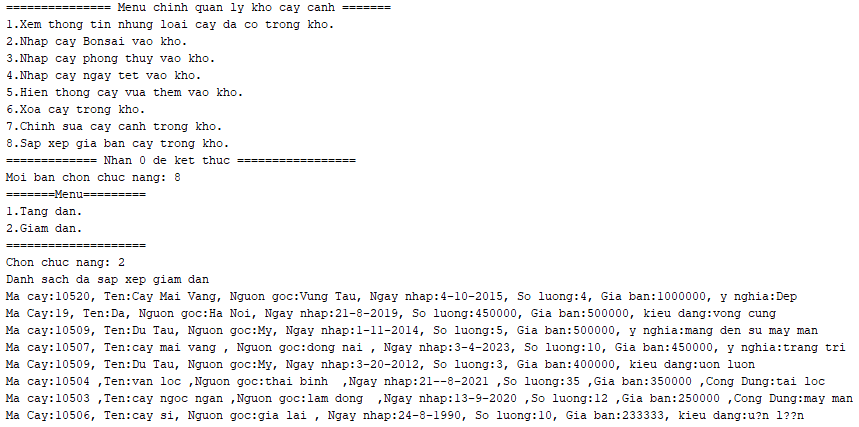 =============== Menu chinh quan ly kho cay canh =======
1.Xem thong tin nhung loai cay da co trong kho.
2.Nhap cay Bonsai vao kho.
3.Nhap cay phong thuy vao kho.
4.Nhap cay ngay tet vao kho.
5.Hien thong cay vua them vao kho.
6.Xoa cay trong kho.
7.Chinh sua cay canh trong kho.
8.Sap xep gia ban cay trong kho.
============= Nhan 0 de ket thuc =================
Moi ban chon chuc nang: 8
=======Menu=========
1.Tang dan.
2.Giam dan.
====================
Chon chuc nang: 2
Danh sach da sap xep giam dan
Ma cay:10520, Ten:Cay Mai Vang, Nguon goc:Vung Tau, Ngay nhap:4-10-2015, So luong:4, Gia ban:1000000, y nghia:Dep
Ma Cay:19, Ten:Da, Nguon goc:Ha Noi, Ngay nhap:21-8-2019, So luong:450000, Gia ban:500000, kieu dang:vong cung
Ma cay:10509, Ten:Du Tau, Nguon goc:My, Ngay nhap:1-11-2014, So luong:5, Gia ban:500000, y nghia:mang den su may man
Ma cay:10507, Ten:cay mai vang , Nguon goc:dong nai , Ngay nhap:3-4-2023, So luong:10, Gia ban:450000, y nghia:trang tri
Ma Cay:10509, Ten:Du Tau, Nguon goc:My, Ngay nhap:3-20-2012, So luong:3, Gia ban:400000, kieu dang:uon luon
Ma cay:10504 ,Ten:van loc ,Nguon goc:thai binh  ,Ngay nhap:21--8-2021 ,So luong:35 ,Gia ban:350000 ,Cong Dung:tai loc
Ma cay:10503 ,Ten:cay ngoc ngan ,Nguon goc:lam dong  ,Ngay nhap:13-9-2020 ,So luong:12 ,Gia ban:250000 ,Cong Dung:may man
Ma Cay:10506, Ten:cay si, Nguon goc:gia lai , Ngay nhap:24-8-1990, So luong:10, Gia ban:233333, kieu dang:u?n l??n